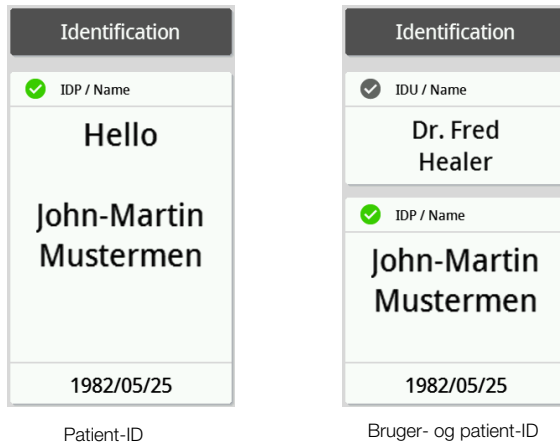 Identification
IDP / Name
Hello
John-Martin
Mustermen
1982/05/25
Patient-ID
Identification
IDU / Name
Dr. Fred
Healer
IDP / Name
John-Martin
Mustermen
1982/05/25
Bruger- og patient-ID